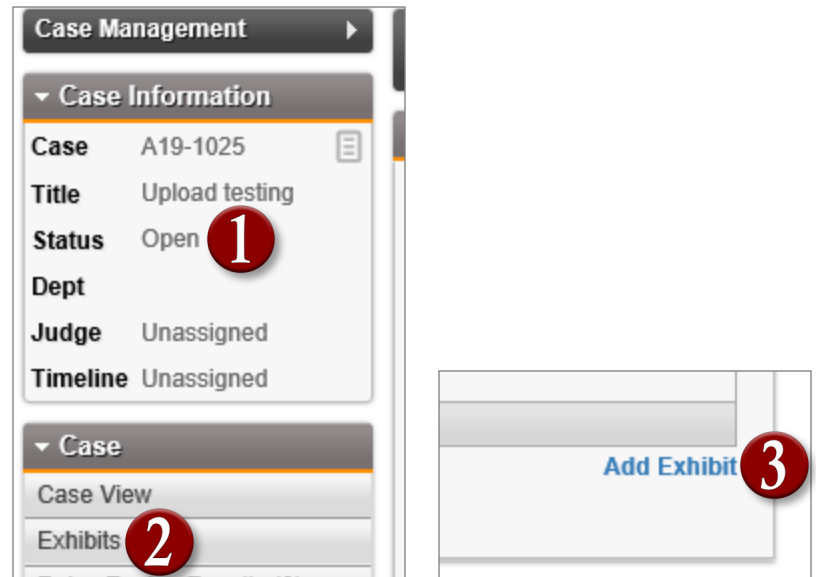 Case Management
Case Information
Case A19-1025
Title Upload testing
Status Open 1
Dept
Judge Unassigned
Timeline Unassigned
Case
Case View
Exhibits 2
Add Exhibit 3